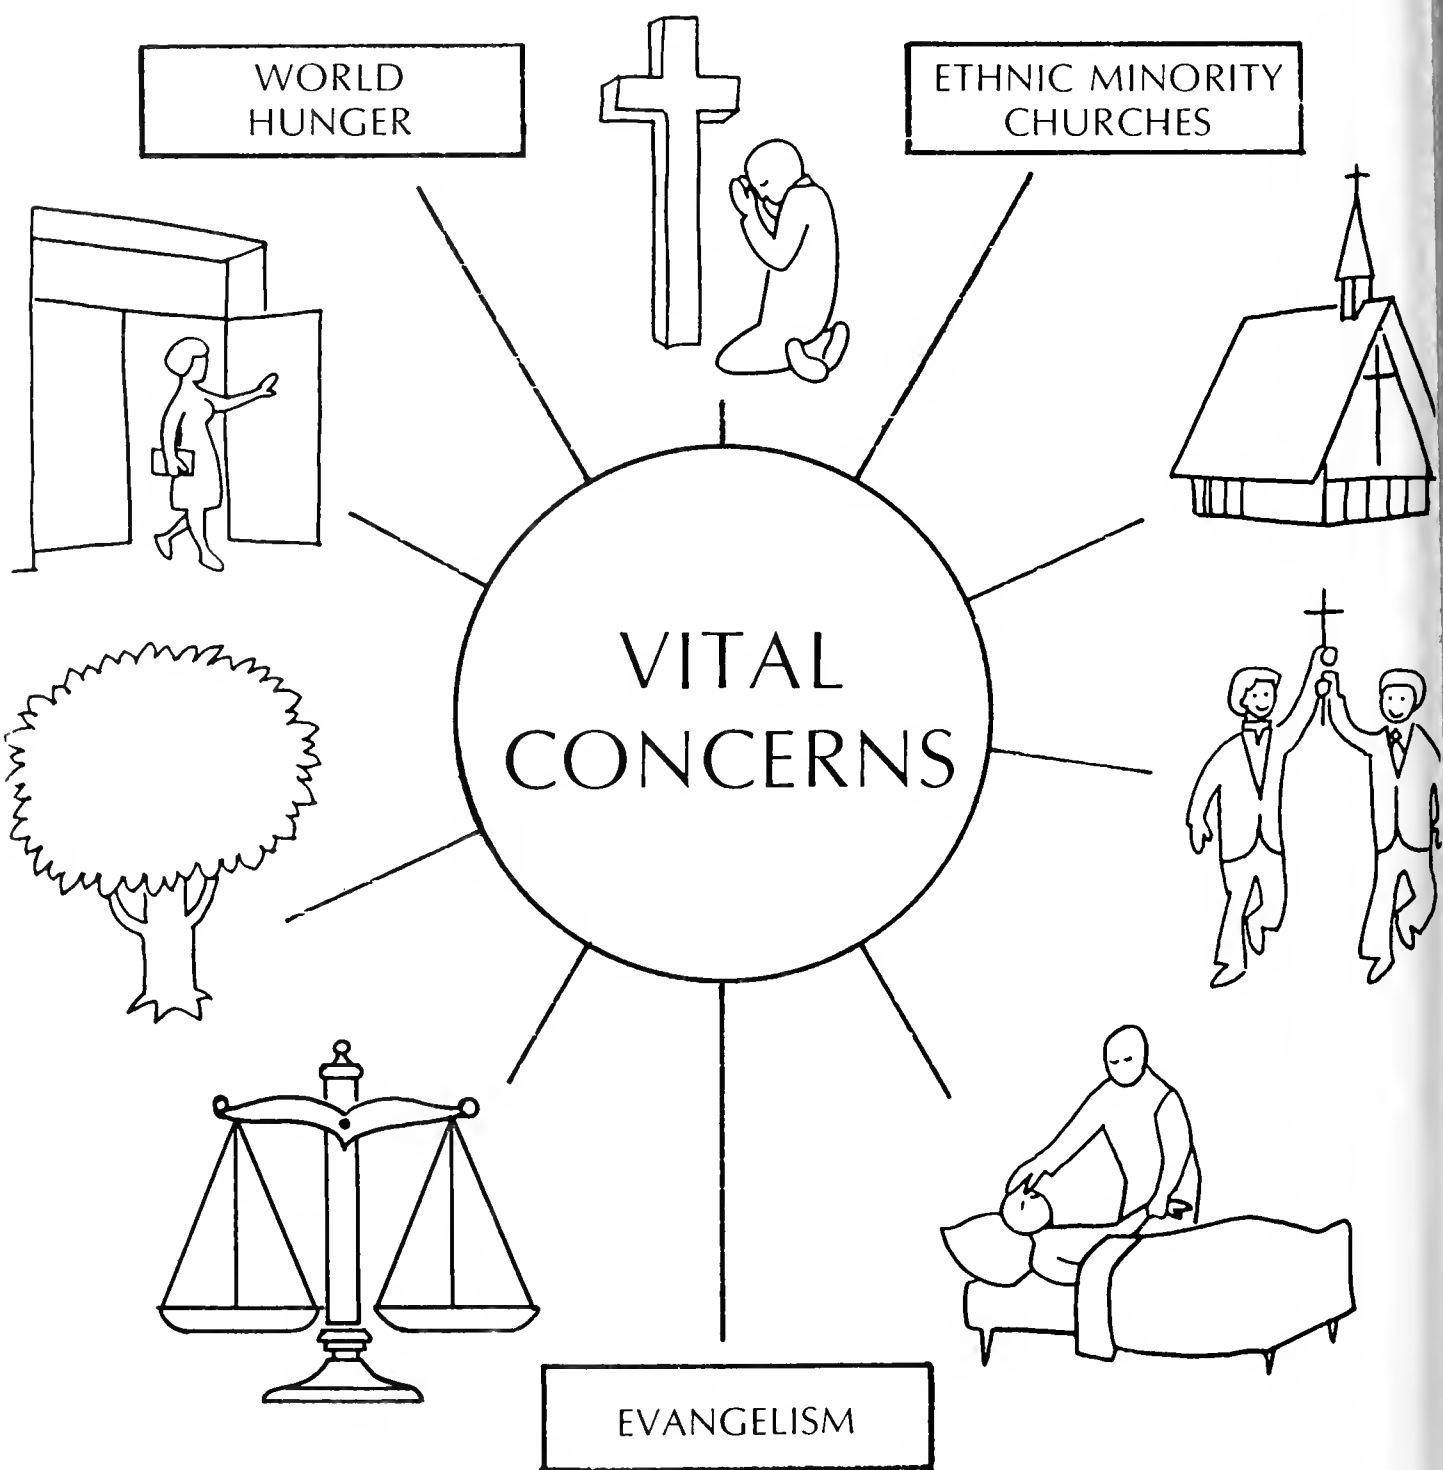 WORLD
HUNGER
ETHNIC MINORITY
CHURCHES
VITAL
CONCERNS
EVANGELISM